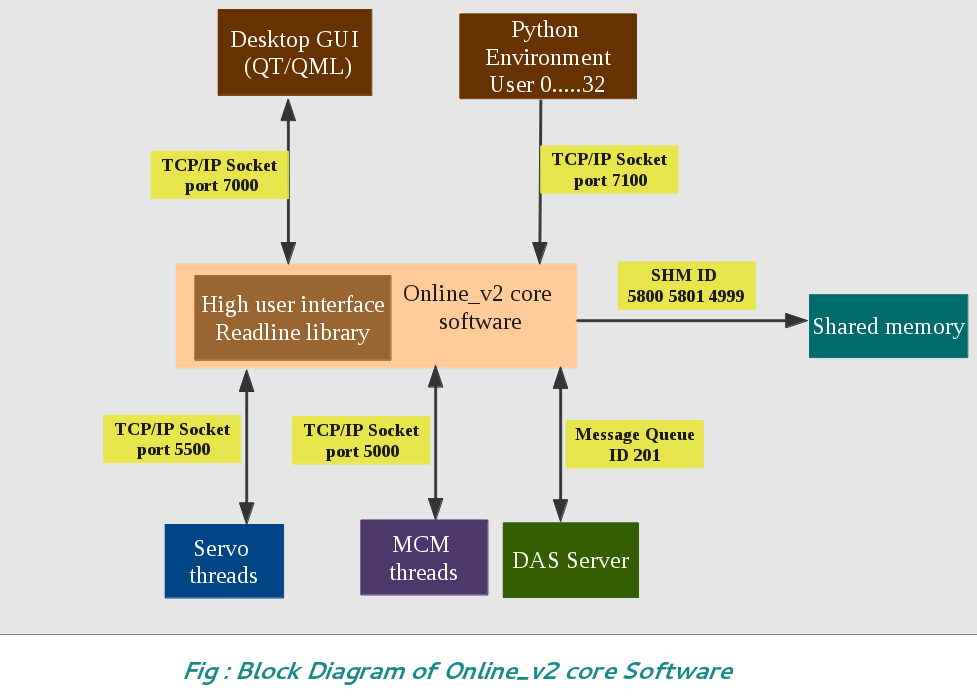 Desktop GUI
(QT/QML)
Python
Environment
User 0.....32
TCP/IP Socket
port 7000
TCP/IP Socket
port 7100
High user interface
Readline library
Online_v2 core
software
SHM ID
5800 5801 4999
Shared memory
TCP/IP Socket
port 5500
TCP/IP Socket
port 5000
Message Queue
ID 201
Servo
threads
MCM
threads
DAS Server
Fig : Block Diagram of Online_v2 core Software